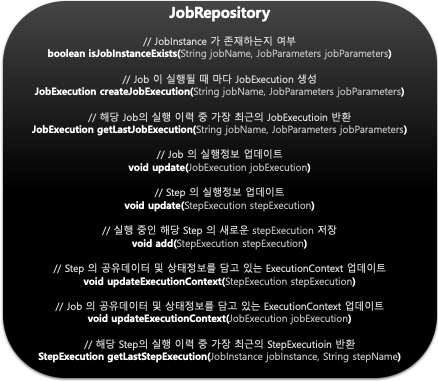 JobRepository
// JobInstance 가 존재하는지 여부
boolean isJobInstanceExists(String jobName, JobParameters jobParameters)
// Job 이 실행될 때 마다 JobExecution 생성
JobExecution createJobExecution(String jobName, JobParameters jobParameters)
// 해당 Job의 실행 이력 중 가장 최근의 JobExecutioin 반환
JobExecution getLastJobExecution(String jobName, JobParameters jobParameters)
// Job 의 실행정보 업데이트
void update(JobExecution jobExecution)
// Step 의 실행정보 업데이트
void update(StepExecution stepExecution)
// 실행 중인 해당 Step 의 새로운 stepExecution 저장
void add(StepExecution stepExecution)
// Step 의 공유데이터 및 상태정보를 담고 있는 ExecutionContext 업데이트
void updateExecutionContext(StepExecution stepExecution)
// Job 의 공유데이터 및 상태정보를 담고 있는 ExecutionContext 업데이트
void updateExecutionContext(JobExecution jobExecution)
// 해당 Step의 실행 이력 중 가장 최근의 StepExecutioin 반환
StepExecution getLastStepExecution(JobInstance jobInstance, String stepName)